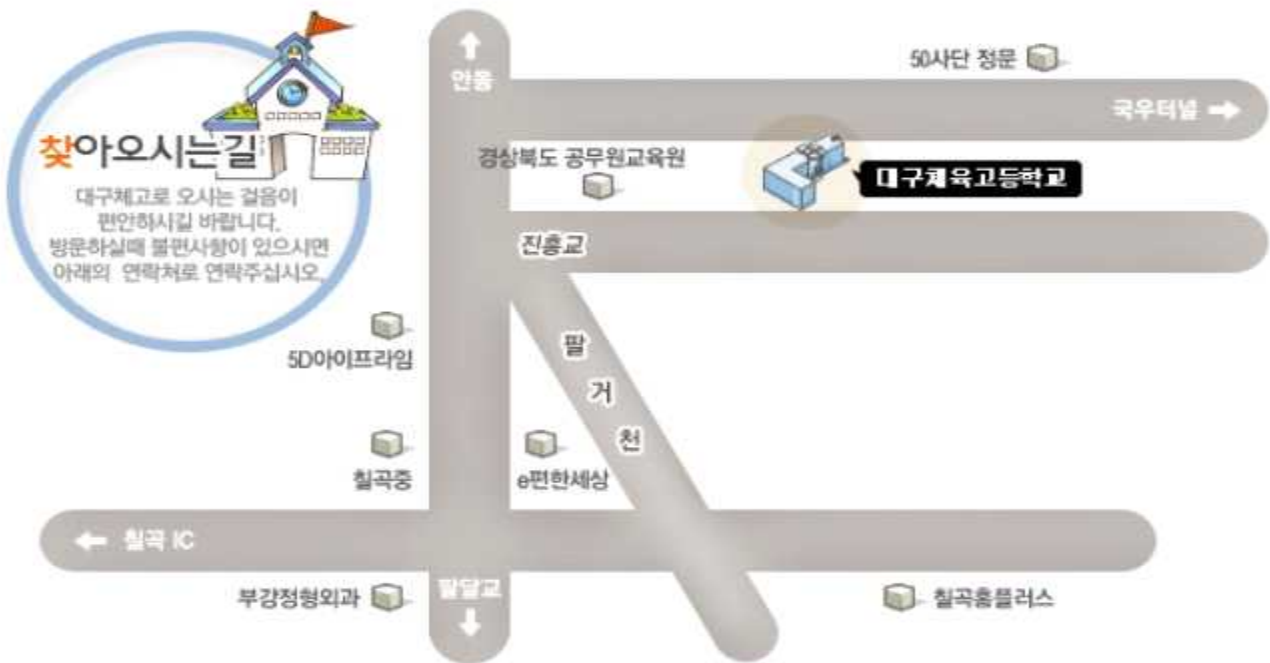 찾아오시는길
대구체고로 오시는 걸음이
편안하시길 바랍니다.
방문하실때 불편사항이 있으시면
아래의 연락처로 연락주십시오.
안동
50사단 정문
국우터널
경상북도 공무원교육원
대구체육고등학교
진흥교
5D아이프라임
팔
거
천
칠곡중
e편한세상
칠곡 IC
부강정형외과
팔달교
칠곡홈플러스